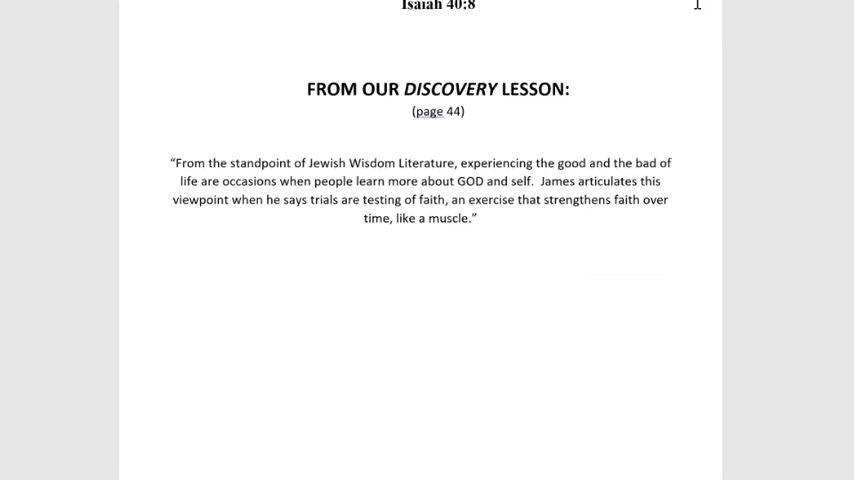 Isaiah 40:8
FROM OUR DISCOVERY LESSON:
(page 44)
“From the standpoint of Jewish Wisdom Literature, experiencing the good and the bad of
life are occasions when people learn more about GOD and self.  James articulates this
viewpoint when he says trials are testing of faith, an exercise that strengthens faith over
time, like a muscle.”